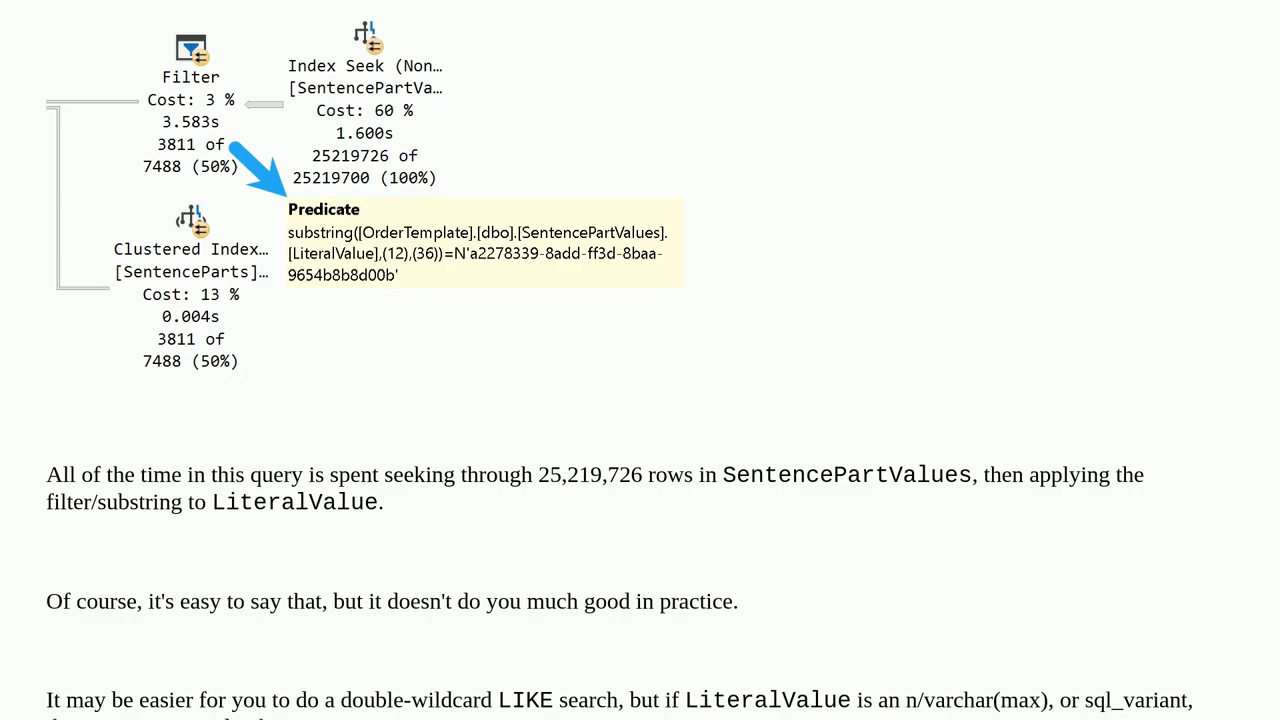 Filter
Cost: 3 %
3.583s
3811 of
7488 (50%)
Index Seek (Non…
[SentencePartVa…
Cost: 60 %
1.600s
25219726 of
25219700 (100%)
Predicate
substring([OrderTemplate].[dbo].[SentencePartValues].
[LiteralValue],(12),(36))=N'a2278339-8add-ff3d-8baa-
9654b8b8d00b'
Clustered Index…
[SentenceParts]…
Cost: 13 %
0.004s
3811 of
7488 (50%)
All of the time in this query is spent seeking through 25,219,726 rows in SentencePartValues, then applying the
filter/substring to LiteralValue.
Of course, it's easy to say that, but it doesn't do you much good in practice.
It may be easier for you to do a double-wildcard LIKE search, but if LiteralValue is an n/varchar(max), or sql_variant,